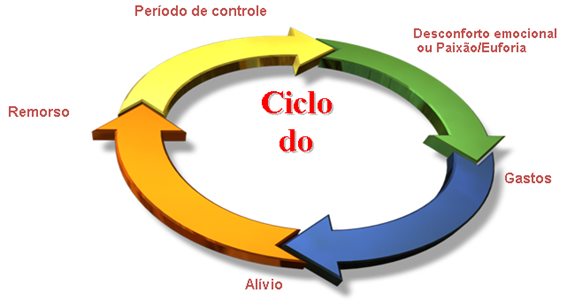 Período de controle
Desconforto emocional
ou Paixão/Euforia
Ciclo
do
Remorso
Gastos
Alívio